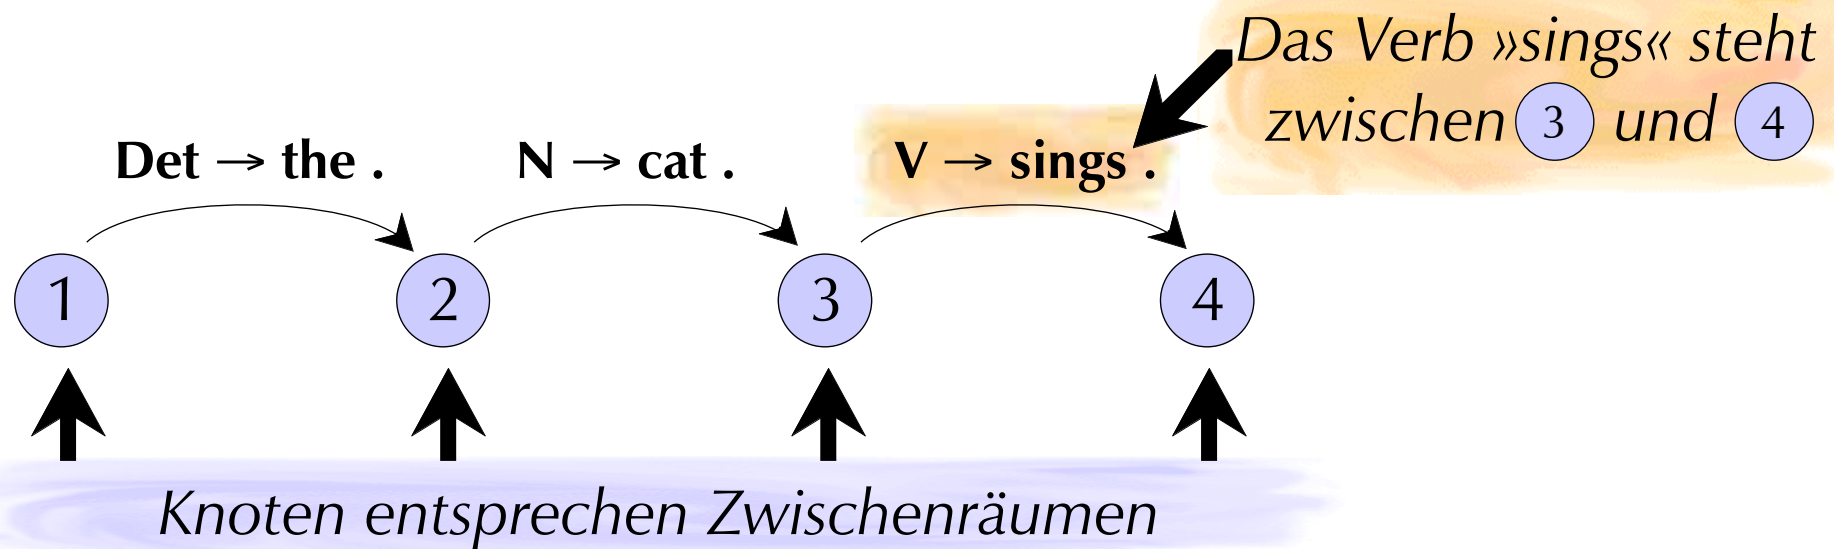 Das Verb »sings« steht
zwischen 3 und 4
Det → the . N → cat . V → sings .
1 2 3 4
Knoten entsprechen Zwischenräumen